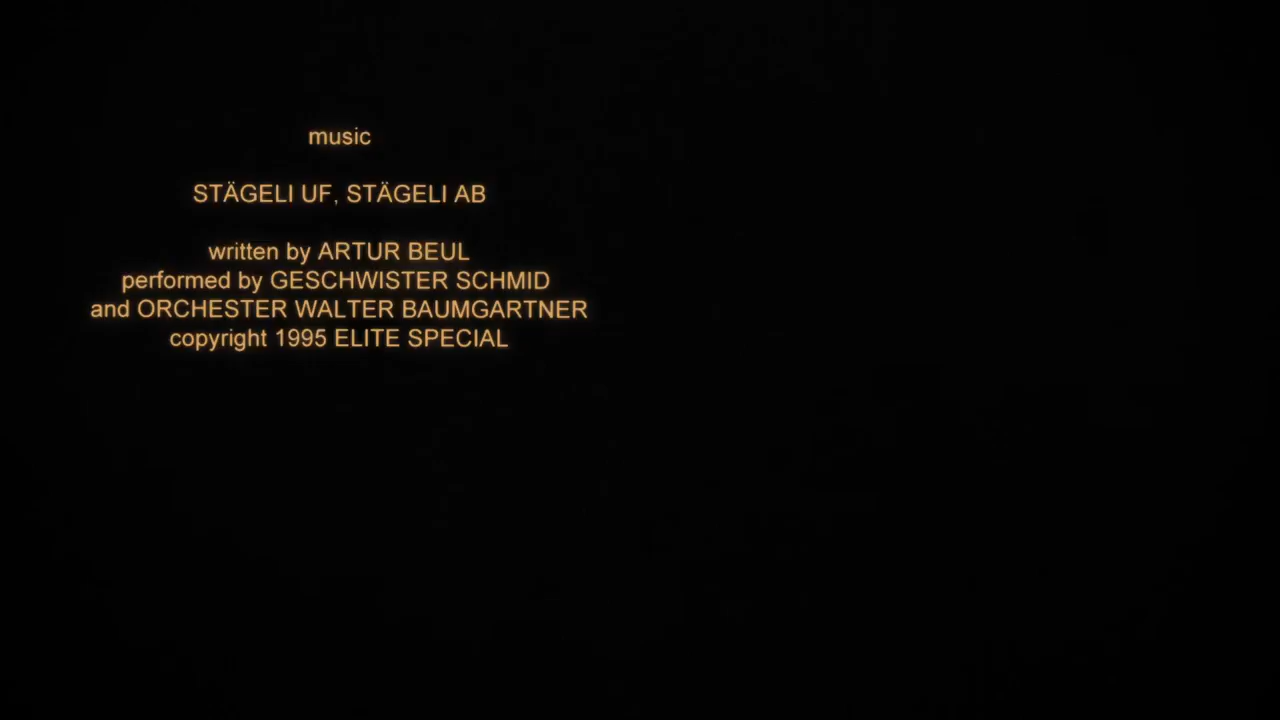 music
STÄGELI UF, STÄGELI AB
written by ARTUR BEUL
performed by GESCHWISTER SCHMID
and ORCHESTER WALTER BAUMGARTNER
copyright 1995 ELITE SPECIAL